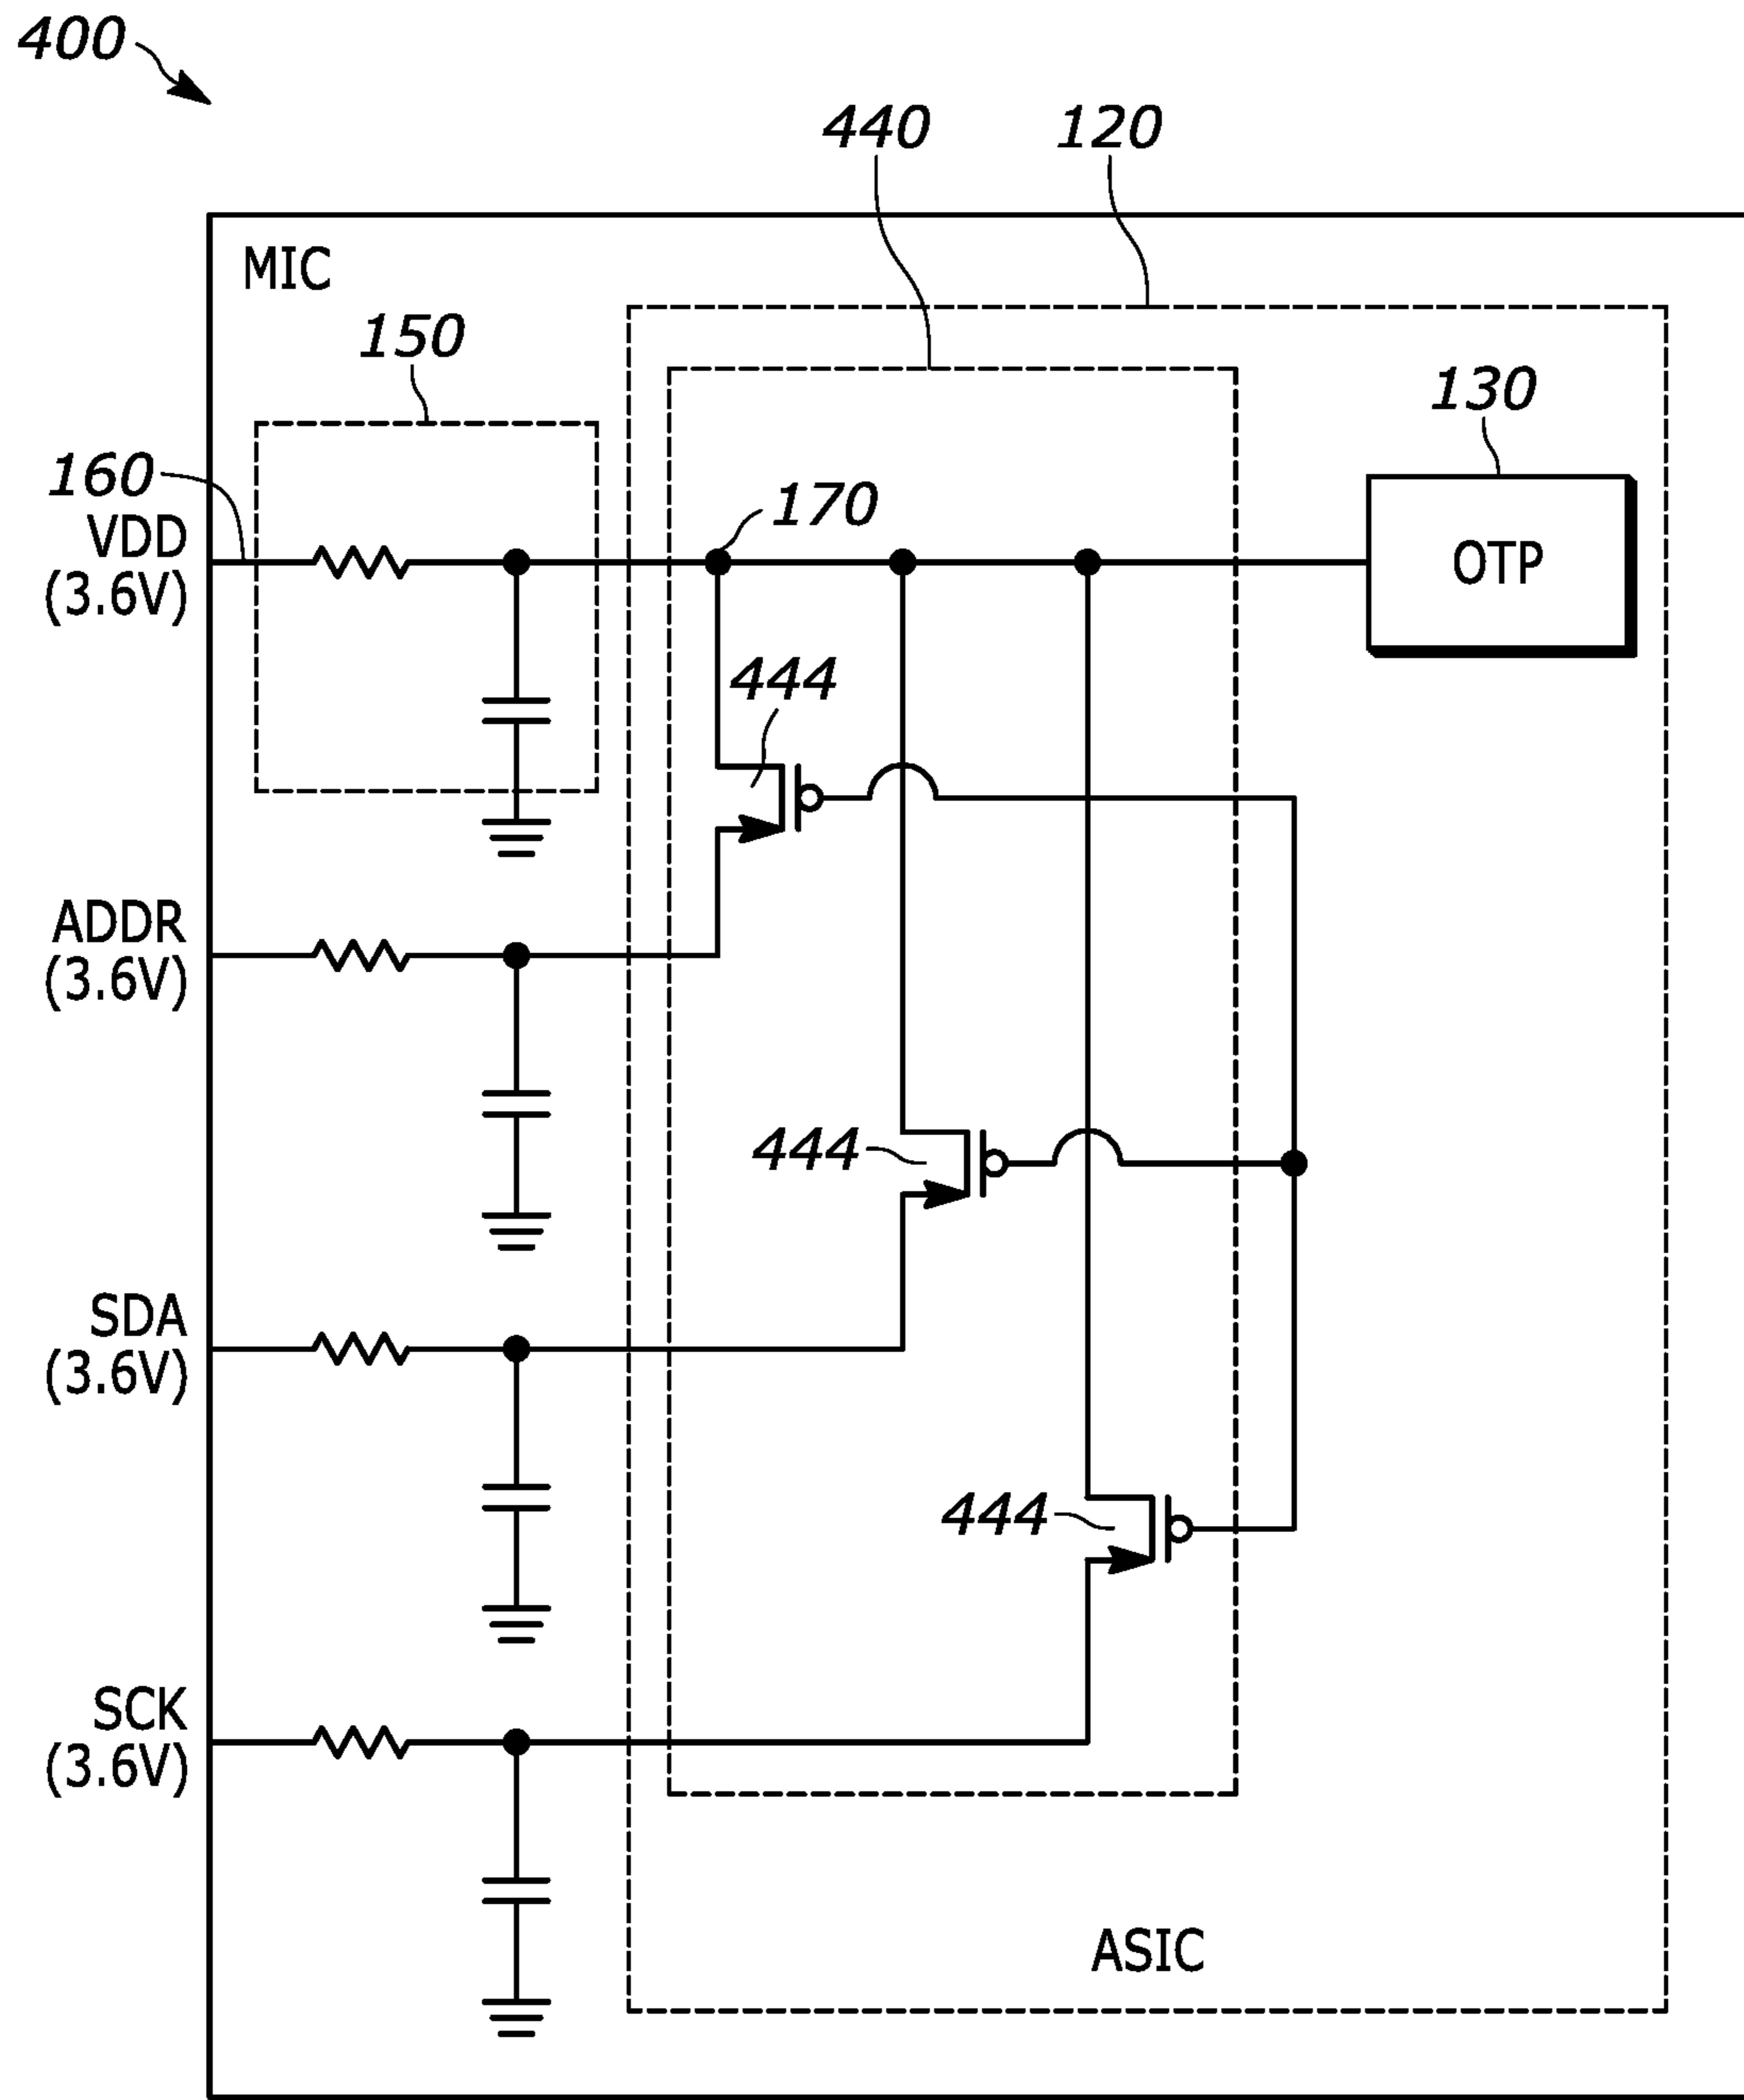 400
440
120
MIC
150
130
160
170
VDD
(3.6V)
OTP
444
ADDR
(3.6V)
444
SDA
(3.6V)
444
SCK
(3.6V)
ASIC